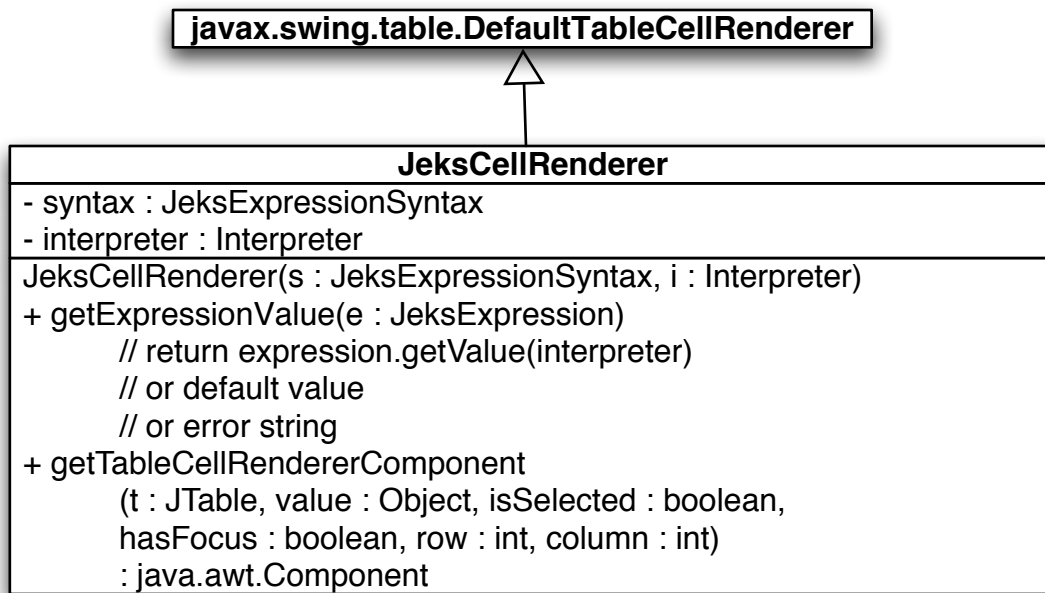 javax.swing.table.DefaultTableCellRenderer
JeksCellRenderer
- syntax : JeksExpressionSyntax
- interpreter : Interpreter
JeksCellRenderer(s : JeksExpressionSyntax, i : Interpreter)
+ getExpressionValue(e : JeksExpression)
// return expression.getValue(interpreter)
// or default value
// or error string
+ getTableCellRendererComponent
(t : JTable, value : Object, isSelected : boolean,
hasFocus : boolean, row : int, column : int)
: java.awt.Component